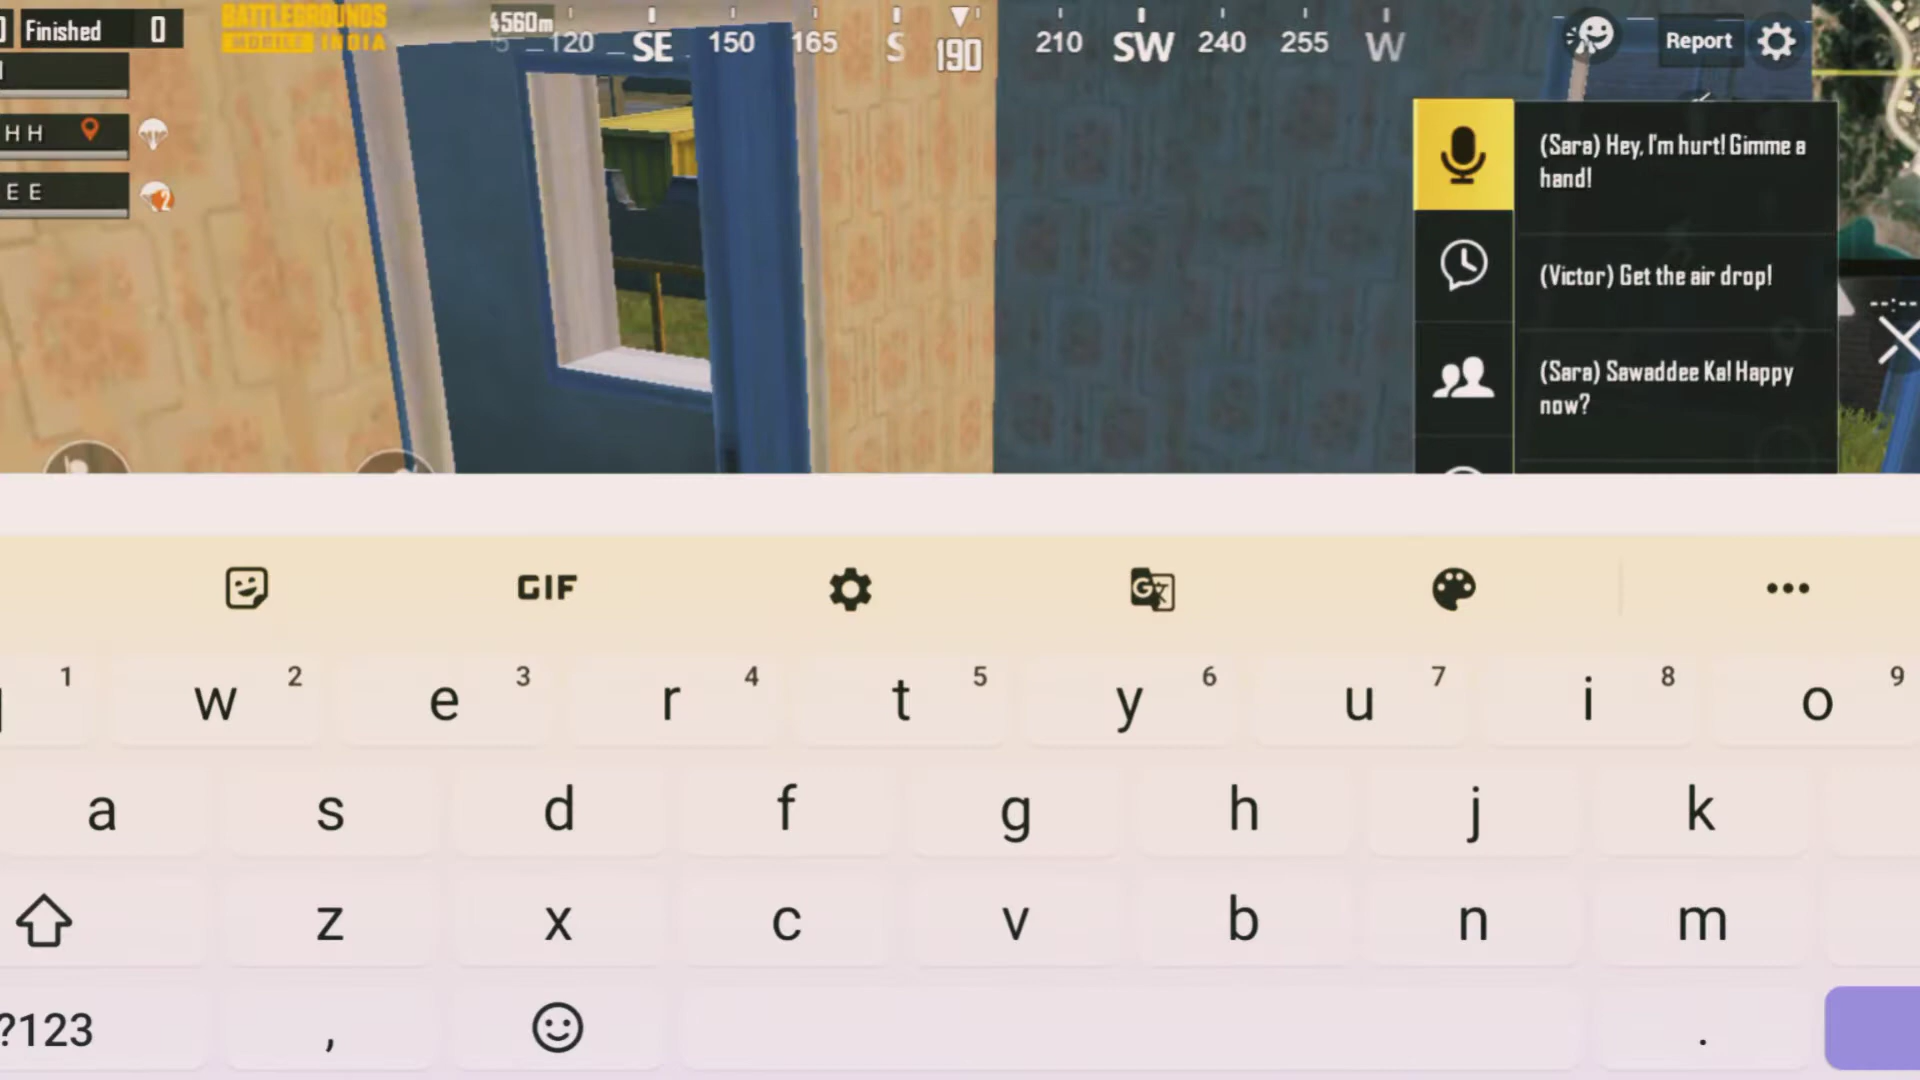 Finished 0
BATTLEGROUNDS
MOBILE INDIA
4560m
120 SE 150 165 S 190 210 SW 240 255 W
Report
HH
EE
2
(Sara) Hey, I'm hurt! Gimme a
hand!
(Victor) Get the air drop!
(Sara) Sawaddee Ka! Happy
now?
GIF
G
1 2 3 4 5 6 7 8 9
w e r t y u i o
a s d f g h j k
z x c v b n m
?123 , .